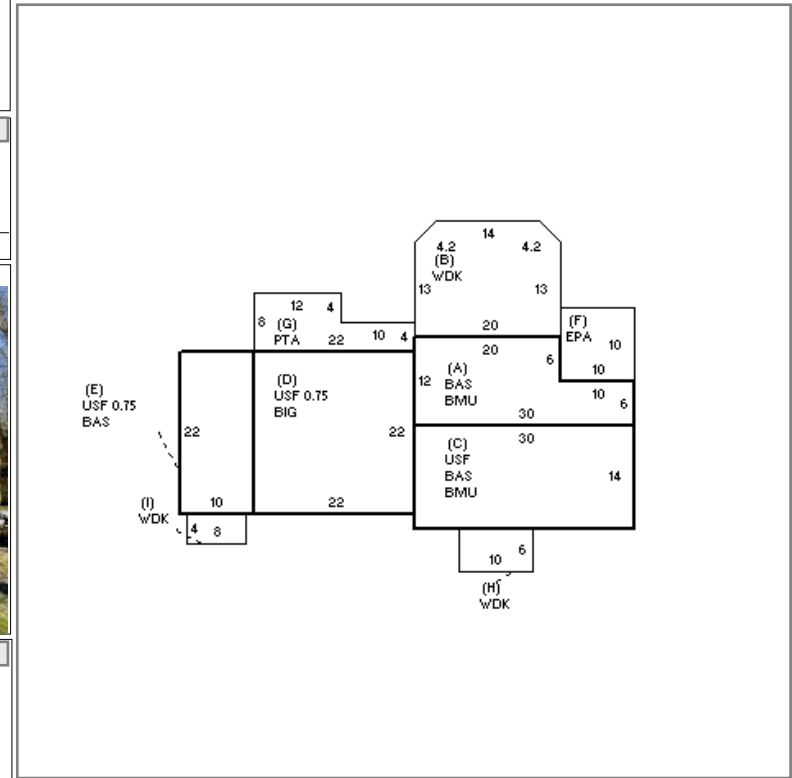 14
4.2 4.2
(B)
WDK
13 13
20
12 4
8 (G)
PTA 22 10 4
(F)
EPA 10
10
20
6
(A)
12 BAS
BMU
10 6
30
(E)
USF 0.75
BAS
(D)
USF 0.75
BIG
22 22
10 22
30
(C)
USF
BAS
BMU
14
(I)
WDK
4 8
6
10
(H)
WDK